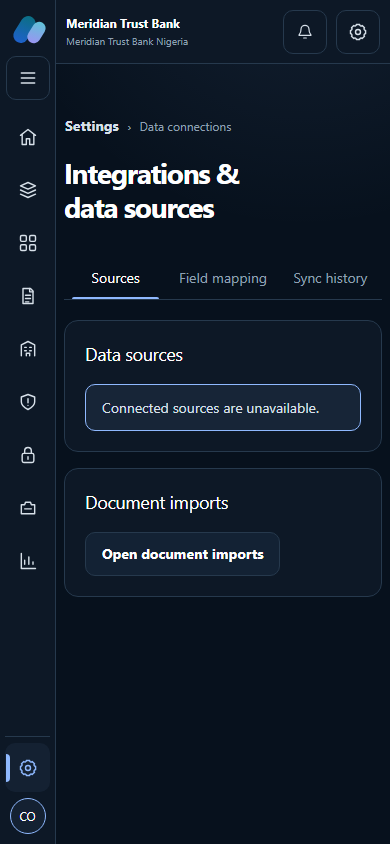 Meridian Trust Bank
Meridian Trust Bank Nigeria
Settings › Data connections
Integrations &
data sources
Sources Field mapping Sync history
Data sources
Connected sources are unavailable.
Document imports
Open document imports
CO